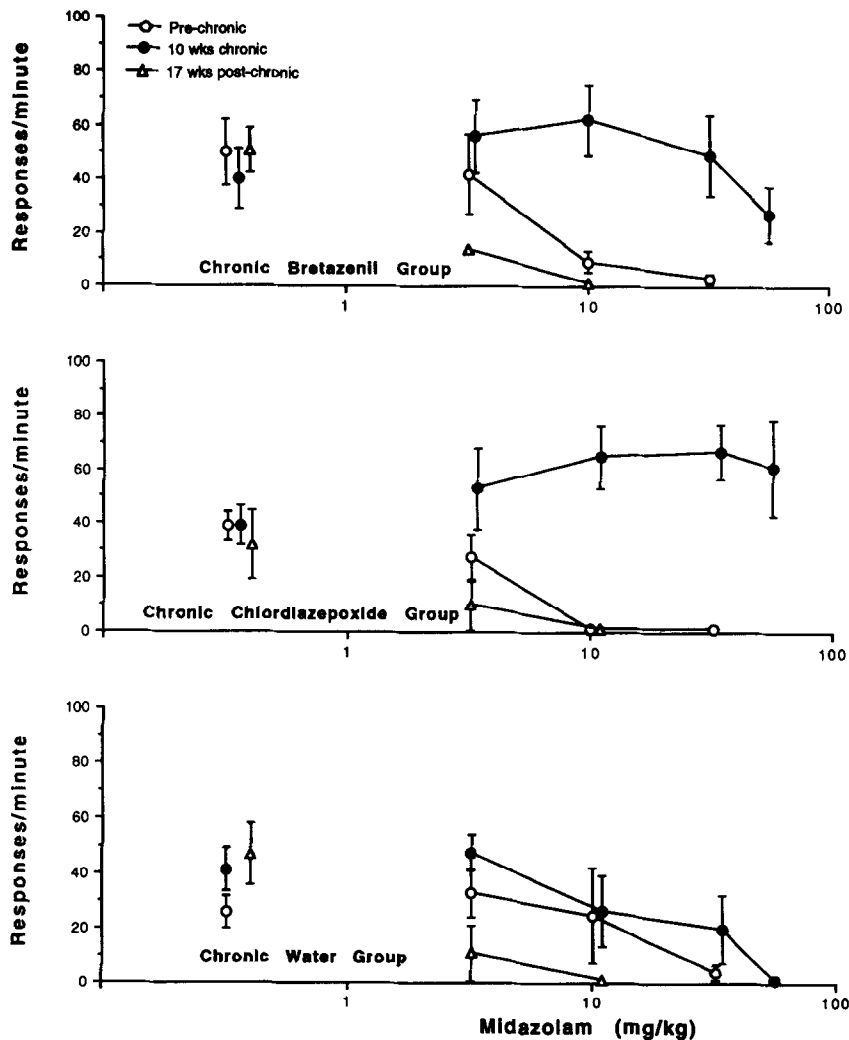 Responses/minute
100
80
60
40
20
0
Pre-chronic
10 wks chronic
17 wks post-chronic
Chronic Bretazenil Group
1
10
100
Responses/minute
100
80
60
40
20
0
Chronic Chlordiazepoxide Group
1
10
100
Responses/minute
100
80
60
40
20
0
Chronic Water Group
1
10
100
Midazolam (mg/kg)